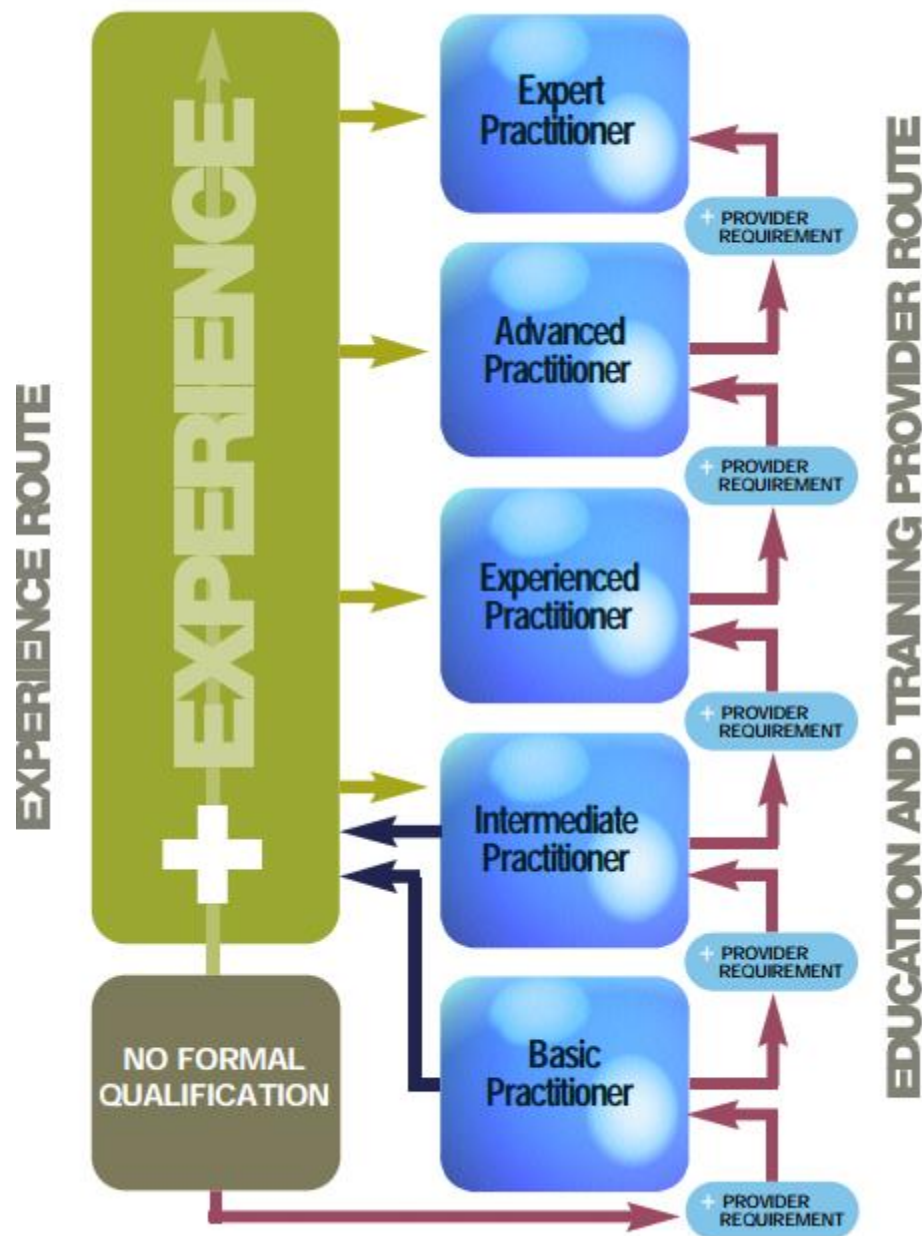 EXPERIENCE ROUTE
EXPERIENCE
NO FORMAL
QUALIFICATION
Expert
Practitioner
Advanced
Practitioner
Experienced
Practitioner
Intermediate
Practitioner
Basic
Practitioner
+ PROVIDER
REQUIREMENT
+ PROVIDER
REQUIREMENT
+ PROVIDER
REQUIREMENT
+ PROVIDER
REQUIREMENT
+ PROVIDER
REQUIREMENT
EDUCATION AND TRAINING PROVIDER ROUTE